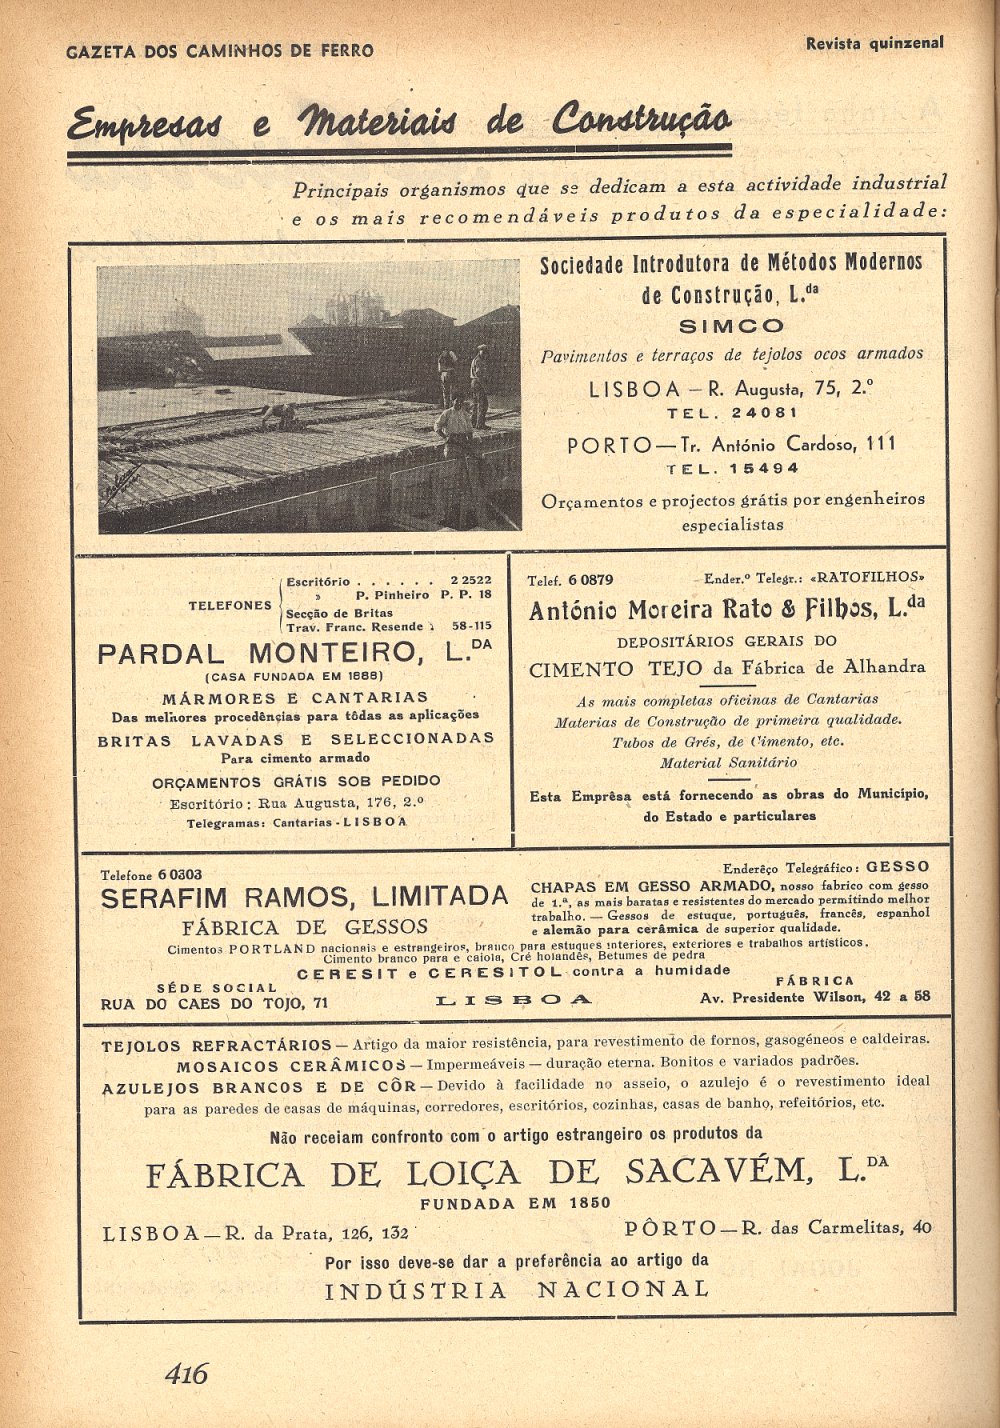 GAZETA DOS CAMINHOS DE FERRO
Revista quinzenal
Empresas e Materiais de Construção
Principais organismos que se dedicam a esta actividade industrial
e os mais recomendáveis produtos da especialidade:
Sociedade Introdutora de Métodos Modernos
de Construção, L.da
SIMCO
Pavimentos e terraços de tejolos ocos armados
LISBOA — R. Augusta, 75, 2.º
TEL. 24081
PORTO — Tr. António Cardoso, 111
TEL. 15494
Orçamentos e projectos grátis por engenheiros
especialistas
TELEFONES
Escritório . . . . . . 2 2522
» P. Pinheiro P. P. 18
Secção de Britas
Trav. Franc. Resende : 58-115
PARDAL MONTEIRO, L.DA
(CASA FUNDADA EM 1888)
MÁRMORES E CANTARIAS
Das melhores procedências para tôdas as aplicações
BRITAS LAVADAS E SELECCIONADAS
Para cimento armado
ORÇAMENTOS GRÁTIS SOB PEDIDO
Escritório: Rua Augusta, 176, 2.º
Telegramas: Cantarias - LISBOA
Telef. 6 0879 Ender.º Telegr.: «RATOFILHOS»
António Moreira Rato & Filhos, L.da
DEPOSITÁRIOS GERAIS DO
CIMENTO TEJO da Fábrica de Alhandra
As mais completas oficinas de Cantarias
Materias de Construção de primeira qualidade.
Tubos de Grés, de Cimento, etc.
Material Sanitário
Esta Emprêsa está fornecendo as obras do Município,
do Estado e particulares
Telefone 6 0303
SERAFIM RAMOS, LIMITADA
FÁBRICA DE GESSOS
Enderêço Telegráfico: GESSO
CHAPAS EM GESSO ARMADO, nosso fabrico com gesso
de 1.ª, as mais baratas e resistentes do mercado permitindo melhor
trabalho. — Gessos de estuque, português, francês, espanhol
e alemão para cerâmica de superior qualidade.
Cimentos PORTLAND nacionais e estrangeiros, branco para estuques interiores, exteriores e trabalhos artísticos.
Cimento branco para e caiola, Cré holandês, Betumes de pedra
CERESIT e CERESITOL contra a humidade
SÉDE SOCIAL
RUA DO CAES DO TOJO, 71
LISBOA
FÁBRICA
Av. Presidente Wilson, 42 a 58
TEJOLOS REFRACTÁRIOS — Artigo da maior resistência, para revestimento de fornos, gasogéneos e caldeiras.
MOSAICOS CERÂMICOS — Impermeáveis — duração eterna. Bonitos e variados padrões.
AZULEJOS BRANCOS E DE CÔR — Devido à facilidade no asseio, o azulejo é o revestimento ideal
para as paredes de casas de máquinas, corredores, escritórios, cozinhas, casas de banho, refeitórios, etc.
Não receiam confronto com o artigo estrangeiro os produtos da
FÁBRICA DE LOIÇA DE SACAVÉM, L.DA
FUNDADA EM 1850
LISBOA — R. da Prata, 126, 132
PÔRTO — R. das Carmelitas, 40
Por isso deve-se dar a preferência ao artigo da
INDÚSTRIA NACIONAL
416